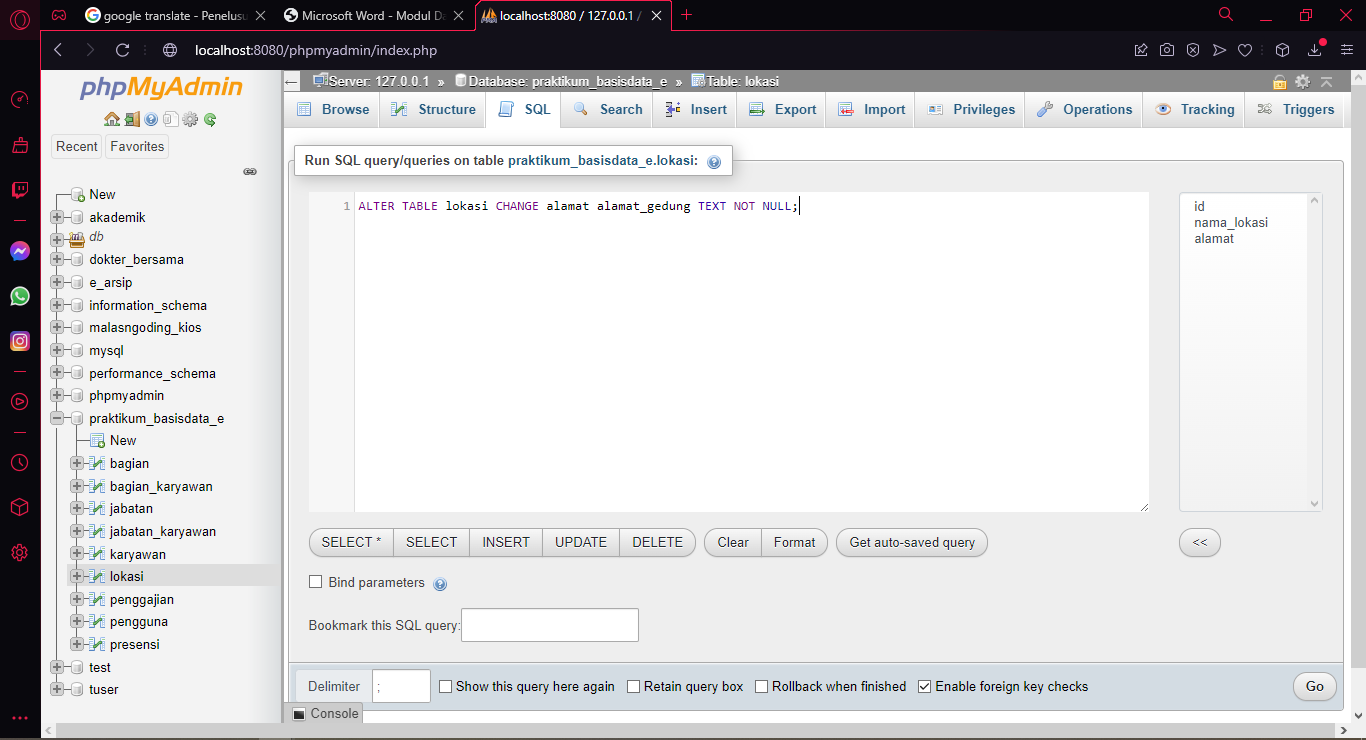 google translate - Penelusu
Microsoft Word - Modul Da
localhost:8080 / 127.0.0.1 /
localhost:8080/phpmyadmin/index.php
phpMyAdmin
Recent Favorites
New
akademik
db
dokter_bersama
e_arsip
information_schema
malasngoding_kios
mysql
performance_schema
phpmyadmin
praktikum_basisdata_e
New
bagian
bagian_karyawan
jabatan
jabatan_karyawan
karyawan
lokasi
penggajian
pengguna
presensi
test
tuser
Server: 127.0.0.1 » Database: praktikum_basisdata_e » Table: lokasi
Browse Structure SQL Search Insert Export Import Privileges Operations Tracking Triggers
Run SQL query/queries on table praktikum_basisdata_e.lokasi:
1 ALTER TABLE lokasi CHANGE alamat alamat_gedung TEXT NOT NULL;
id
nama_lokasi
alamat
SELECT * SELECT INSERT UPDATE DELETE Clear Format Get auto-saved query <<
Bind parameters
Bookmark this SQL query:
Delimiter ; Show this query here again Retain query box Rollback when finished Enable foreign key checks Go
Console